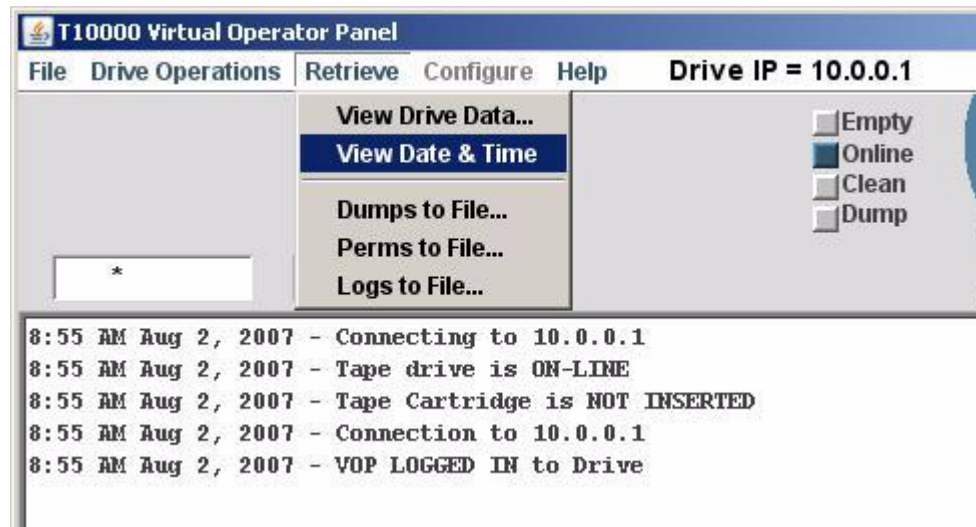 T10000 Virtual Operator Panel
File Drive Operations Retrieve Configure Help Drive IP = 10.0.0.1
View Drive Data...
View Date & Time
Dumps to File...
Perms to File...
Logs to File...
Empty
Online
Clean
Dump
*
8:55 AM Aug 2, 2007 - Connecting to 10.0.0.1
8:55 AM Aug 2, 2007 - Tape drive is ON-LINE
8:55 AM Aug 2, 2007 - Tape Cartridge is NOT INSERTED
8:55 AM Aug 2, 2007 - Connection to 10.0.0.1
8:55 AM Aug 2, 2007 - VOP LOGGED IN to Drive